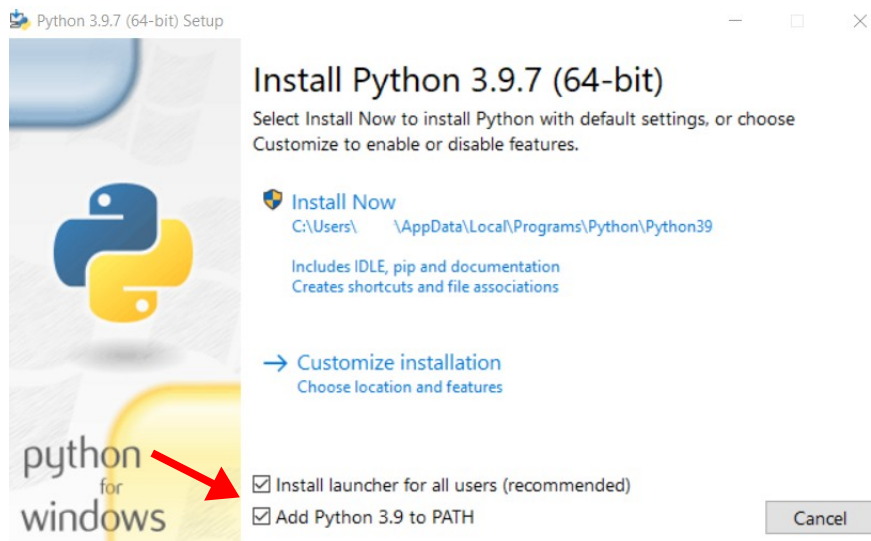 Python 3.9.7 (64-bit) Setup
Install Python 3.9.7 (64-bit)
Select Install Now to install Python with default settings, or choose
Customize to enable or disable features.
Install Now
C:\Users\ \AppData\Local\Programs\Python\Python39
Includes IDLE, pip and documentation
Creates shortcuts and file associations
Customize installation
Choose location and features
python
for
windows
Install launcher for all users (recommended)
Add Python 3.9 to PATH
Cancel